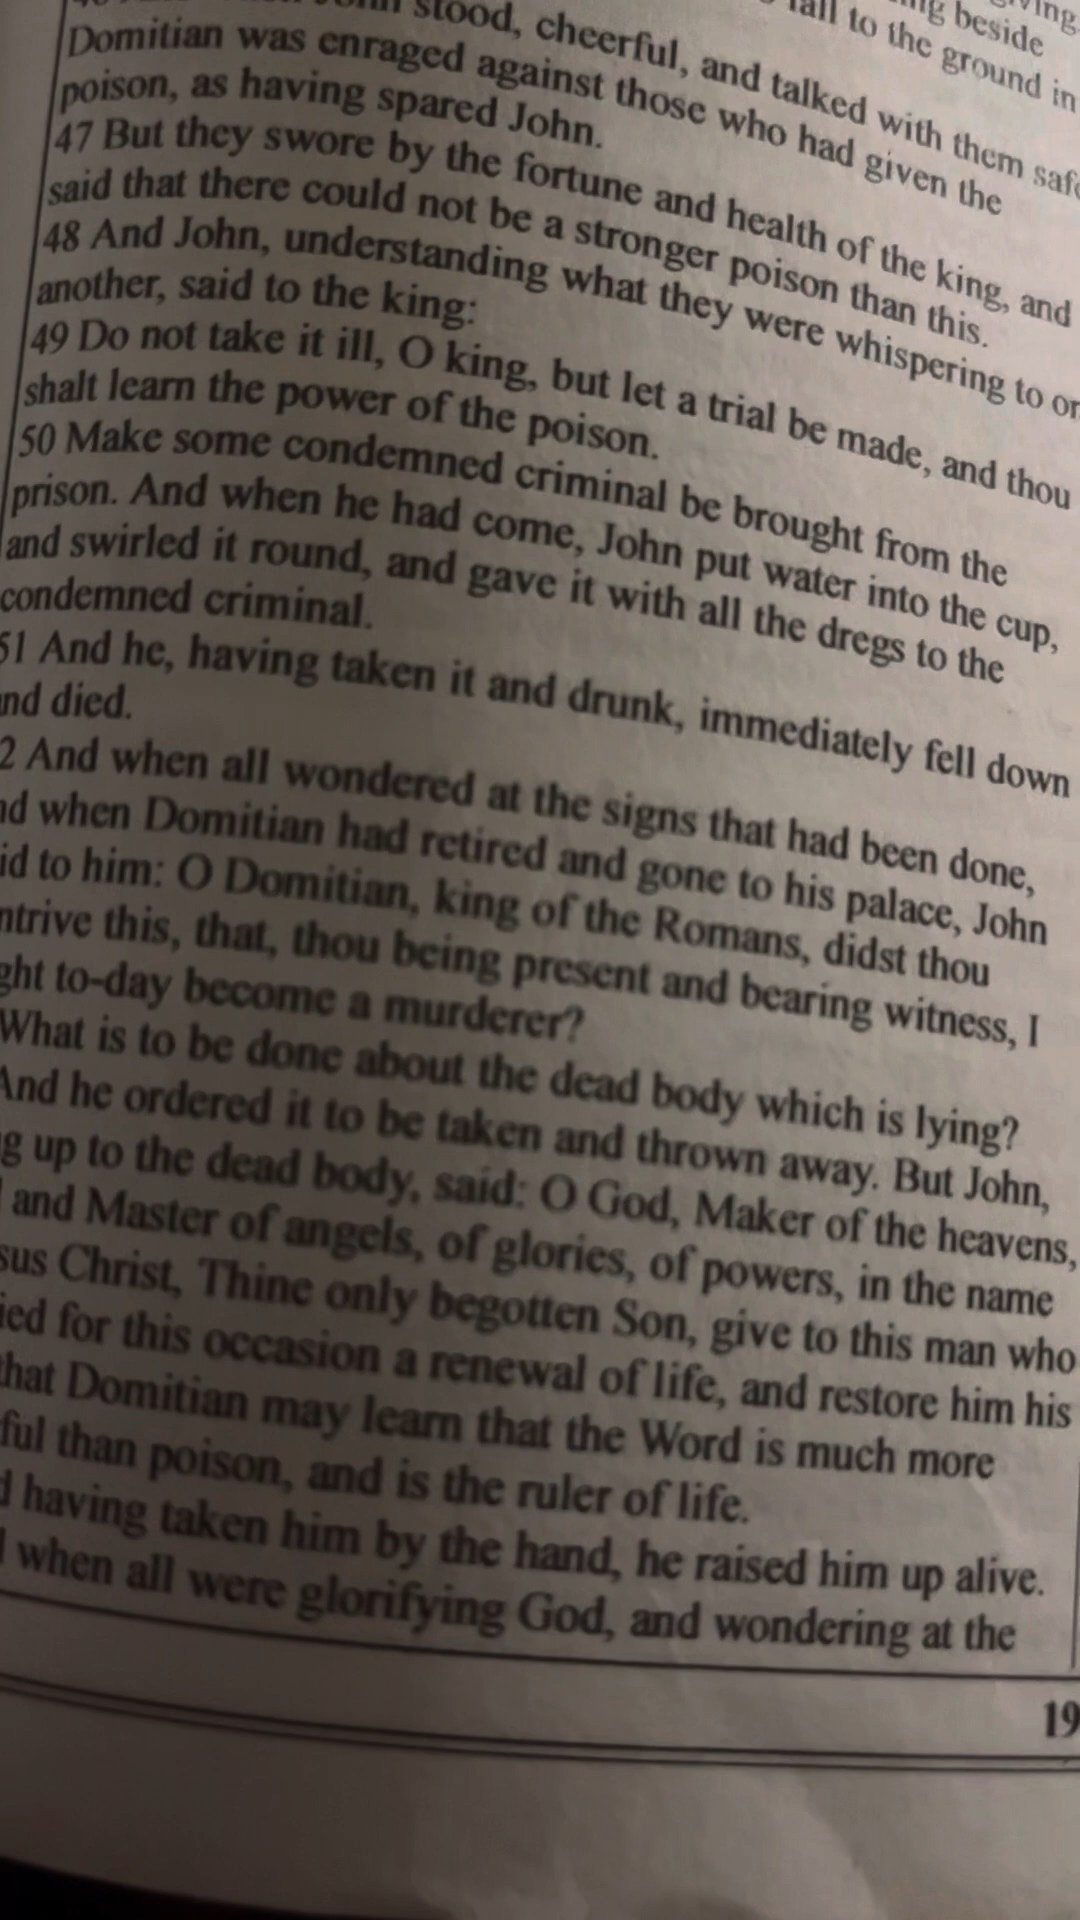 beside
fall to the ground in
stood, cheerful, and talked with them
Domitian was enraged against those who had given the
poison, as having spared John.
47 But they swore by the fortune and health of the king, and
said that there could not be a stronger poison than this.
48 And John, understanding what they were whispering to
another, said to the king:
49 Do not take it ill, O king, but let a trial be made, and thou
shalt learn the power of the poison.
50 Make some condemned criminal be brought from the
prison. And when he had come, John put water into the cup,
and swirled it round, and gave it with all the dregs to the
condemned criminal.
51 And he, having taken it and drunk, immediately fell down
nd died.
2 And when all wondered at the signs that had been done,
nd when Domitian had retired and gone to his palace, John
id to him: O Domitian, king of the Romans, didst thou
ntrive this, that, thou being present and bearing witness, I
ght to-day become a murderer?
What is to be done about the dead body which is lying?
And he ordered it to be taken and thrown away. But John,
g up to the dead body, said: O God, Maker of the heavens,
and Master of angels, of glories, of powers, in the name
sus Christ, Thine only begotten Son, give to this man who
ied for this occasion a renewal of life, and restore him his
that Domitian may learn that the Word is much more
ful than poison, and is the ruler of life.
d having taken him by the hand, he raised him up alive.
when all were glorifying God, and wondering at the
19